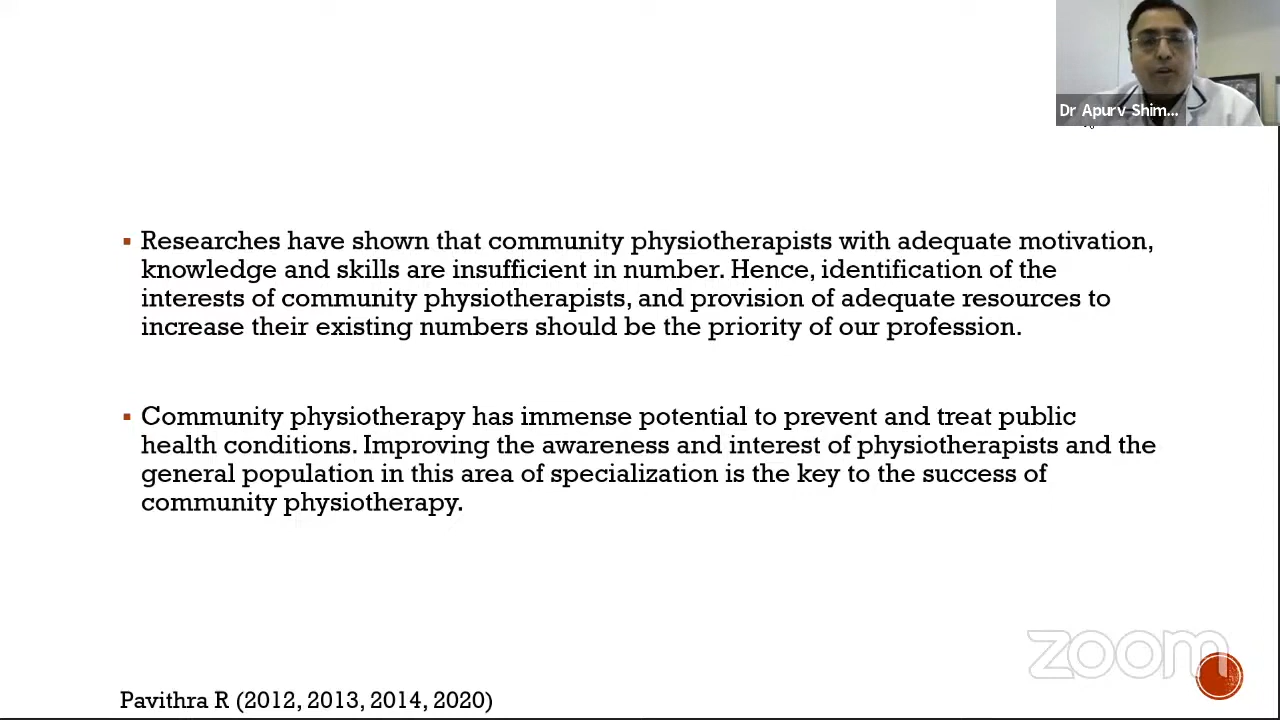 Dr Apurv Shim...
▪ Researches have shown that community physiotherapists with adequate motivation,
knowledge and skills are insufficient in number. Hence, identification of the
interests of community physiotherapists, and provision of adequate resources to
increase their existing numbers should be the priority of our profession.
▪ Community physiotherapy has immense potential to prevent and treat public
health conditions. Improving the awareness and interest of physiotherapists and the
general population in this area of specialization is the key to the success of
community physiotherapy.
zoom
Pavithra R (2012, 2013, 2014, 2020)